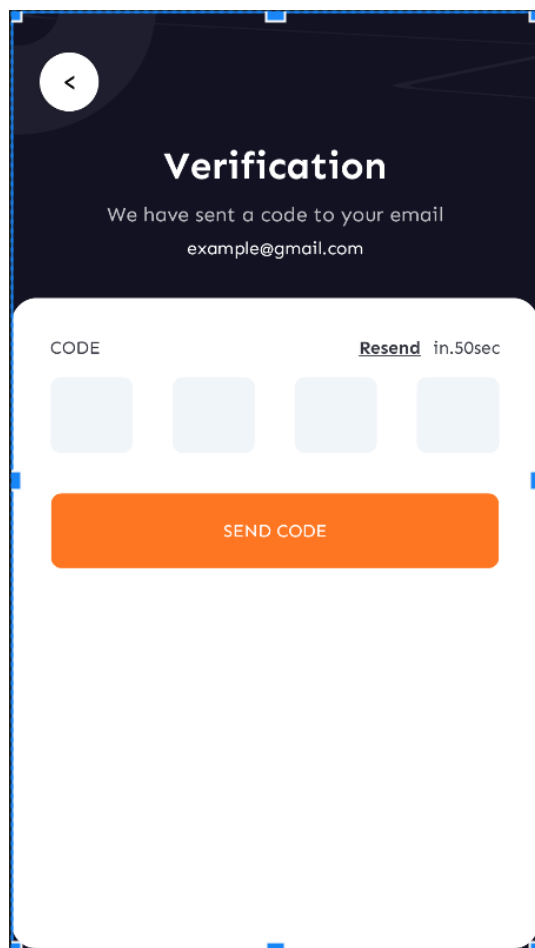 <
Verification
We have sent a code to your email
example@gmail.com
CODE Resend in.50sec
SEND CODE